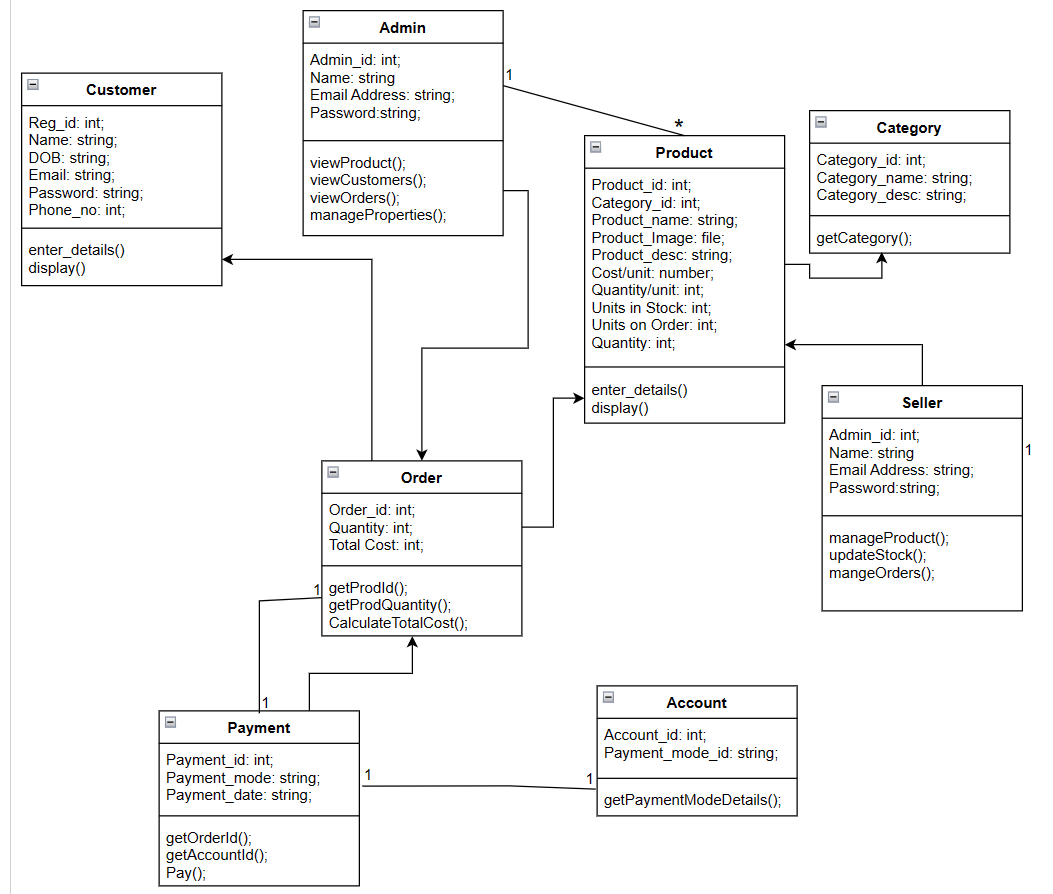 Admin
Admin_id: int;
Name: string
Email Address: string;
Password:string;
viewProduct();
viewCustomers();
viewOrders();
manageProperties();
1
*
Customer
Reg_id: int;
Name: string;
DOB: string;
Email: string;
Password: string;
Phone_no: int;
enter_details()
display()
Product
Product_id: int;
Category_id: int;
Product_name: string;
Product_Image: file;
Product_desc: string;
Cost/unit: number;
Quantity/unit: int;
Units in Stock: int;
Units on Order: int;
Quantity: int;
enter_details()
display()
Category
Category_id: int;
Category_name: string;
Category_desc: string;
getCategory();
Seller
Admin_id: int;
Name: string
Email Address: string;
Password:string;
manageProduct();
updateStock();
mangeOrders();
1
Order
Order_id: int;
Quantity: int;
Total Cost: int;
getProdId();
getProdQuantity();
CalculateTotalCost();
1
1
Payment
Payment_id: int;
Payment_mode: string;
Payment_date: string;
getOrderId();
getAccountId();
Pay();
1
1
Account
Account_id: int;
Payment_mode_id: string;
getPaymentModeDetails();